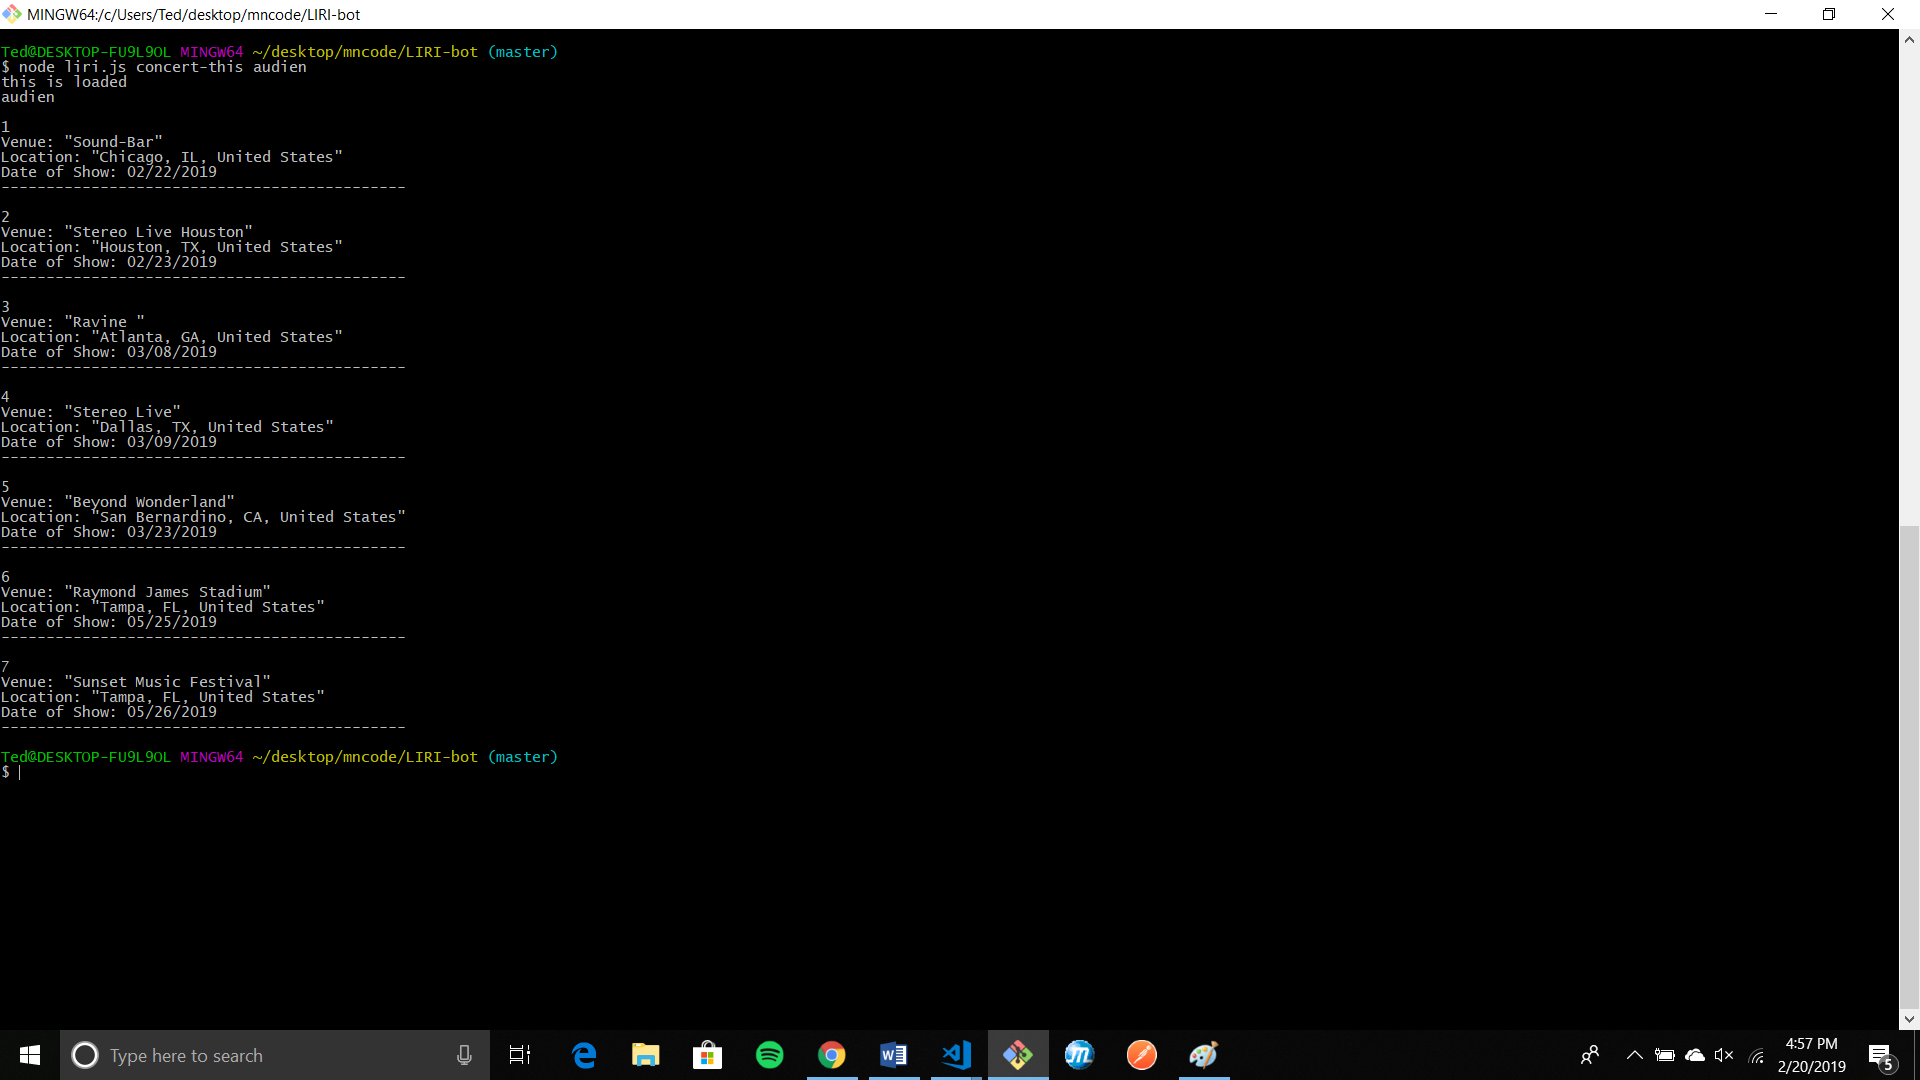 MINGW64:/c/Users/Ted/desktop/mncode/LIRI-bot
Ted@DESKTOP-FU9L9OL MINGW64 ~/desktop/mncode/LIRI-bot (master)
$ node liri.js concert-this audien
this is loaded
audien
1
Venue: "Sound-Bar"
Location: "Chicago, IL, United States"
Date of Show: 02/22/2019
---------------------------------------------
2
Venue: "Stereo Live Houston"
Location: "Houston, TX, United States"
Date of Show: 02/23/2019
---------------------------------------------
3
Venue: "Ravine "
Location: "Atlanta, GA, United States"
Date of Show: 03/08/2019
---------------------------------------------
4
Venue: "Stereo Live"
Location: "Dallas, TX, United States"
Date of Show: 03/09/2019
---------------------------------------------
5
Venue: "Beyond Wonderland"
Location: "San Bernardino, CA, United States"
Date of Show: 03/23/2019
---------------------------------------------
6
Venue: "Raymond James Stadium"
Location: "Tampa, FL, United States"
Date of Show: 05/25/2019
---------------------------------------------
7
Venue: "Sunset Music Festival"
Location: "Tampa, FL, United States"
Date of Show: 05/26/2019
---------------------------------------------
Ted@DESKTOP-FU9L9OL MINGW64 ~/desktop/mncode/LIRI-bot (master)
$
Type here to search
4:57 PM
2/20/2019
5